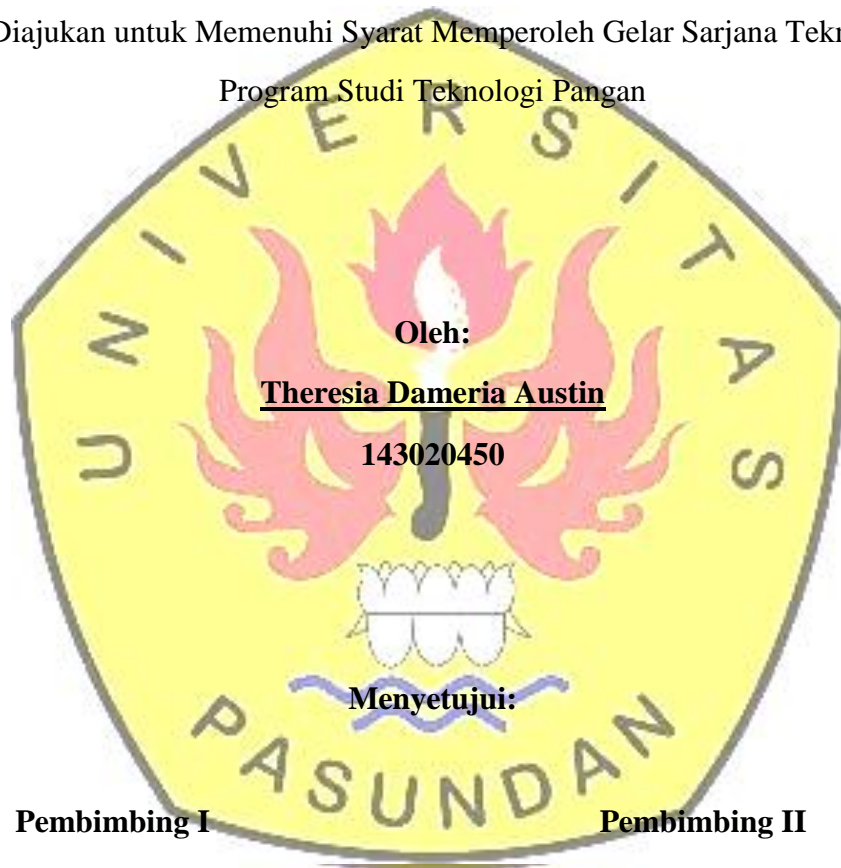 Diajukan untuk Memenuhi Syarat Memperoleh Gelar Sarjana
Program Studi Teknologi Pangan
UNIVERSITAS
Oleh:
Theresia Dameria Austin
143020450
Menyetujui:
PASUNDAN
Pembimbing I Pembimbing II